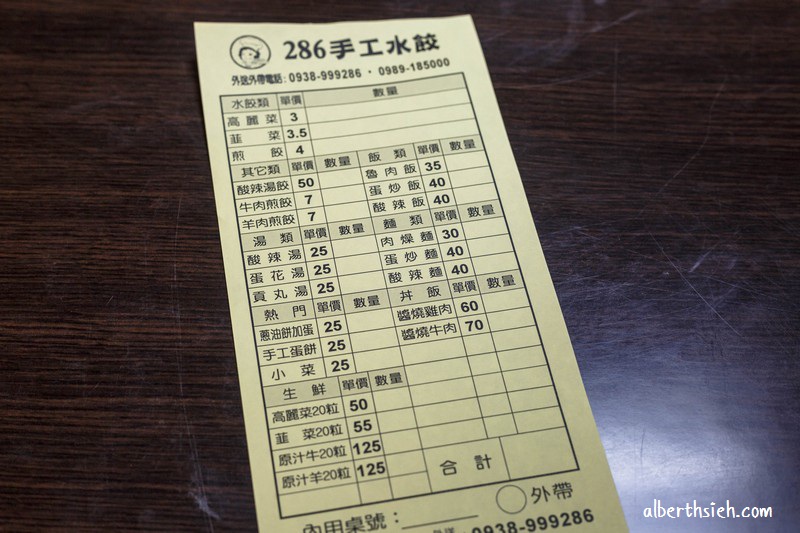 286手工水餃
外送外帶電話：0938-999286・0989-185000
水餃類 單價 數量
高麗菜 3
韮菜 3.5
煎餃 4
其它類 單價 數量 飯類 單價 數量
酸辣湯餃 50 魯肉飯 35
牛肉煎餃 7 蛋炒飯 40
羊肉煎餃 7 酸辣飯 40
湯類 單價 數量 麵類 單價 數量
酸辣湯 25 肉燥麵 30
蛋花湯 25 蛋炒麵 40
貢丸湯 25 酸辣麵 40
熱門 單價 數量 丼飯 單價 數量
蔥油餅加蛋 25 醬燒雞肉 60
手工蛋餅 25 醬燒牛肉 70
小菜 25
生鮮 單價 數量
高麗菜20粒 50
韮菜20粒 55
原汁牛20粒 125
原汁羊20粒 125
合計
內用桌號： 外帶
0938-999286
alberthsieh.com